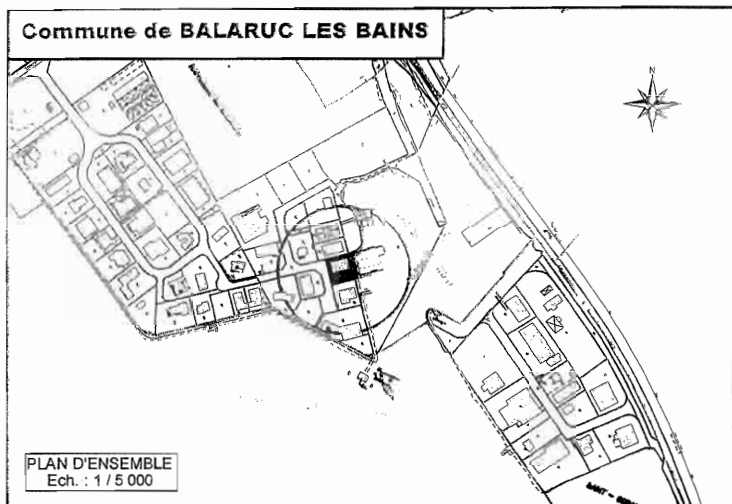 Commune de BALARUC LES BAINS
N
PLAN D'ENSEMBLE
Ech. : 1 / 5 000